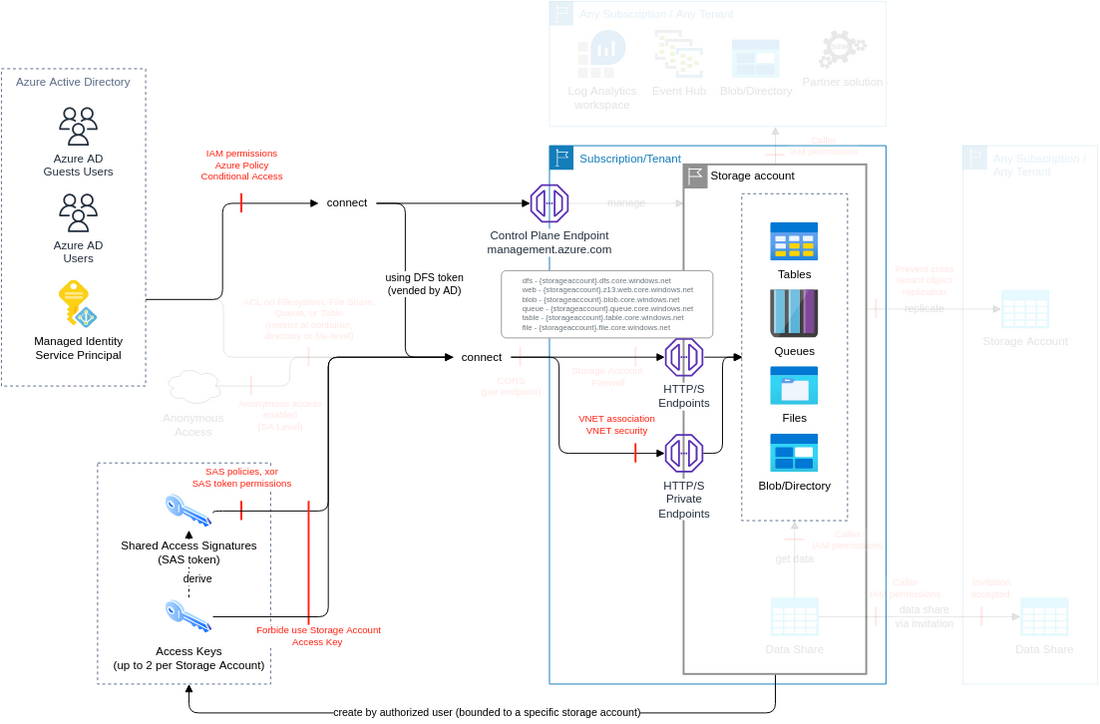 Any Subscription / Any Tenant
Log Analytics
workspace
Event Hub
Blob/Directory
Partner solution
Caller
IAM permissions
Azure Active Directory
Azure AD
Guests Users
Azure AD
Users
Managed Identity
Service Principal
IAM permissions
Azure Policy
Conditional Access
connect
using DFS token
(vended by AD)
ACL on Filesystem, File Share,
Queue, or Table
(restrict at container,
directory or file-level)
Anonymous
Access
Anonymous access
enabled
(SA Level)
connect
CORS
(per endpoint)
Subscription/Tenant
Control Plane Endpoint
management.azure.com
manage
dfs - {storageaccount}.dfs.core.windows.net
web - {storageaccount}.z13.web.core.windows.net
blob - {storageaccount}.blob.core.windows.net
queue - {storageaccount}.queue.core.windows.net
table - {storageaccount}.table.core.windows.net
file - {storageaccount}.file.core.windows.net
Storage Account
Firewall
HTTP/S
Endpoints
VNET association
VNET security
HTTP/S
Private
Endpoints
Storage account
Tables
Queues
Files
Blob/Directory
Caller
IAM permissions
get data
Data Share
Any Subscription /
Any Tenant
Prevent cross
tenant object
replication
replicate
Storage Account
Caller
IAM permissions
Invitation
accepted
data share
via invitation
Data Share
SAS policies, xor
SAS token permissions
Shared Access Signatures
(SAS token)
derive
Access Keys
(up to 2 per Storage Account)
Forbide use Storage Account
Access Key
create by authorized user (bounded to a specific storage account)